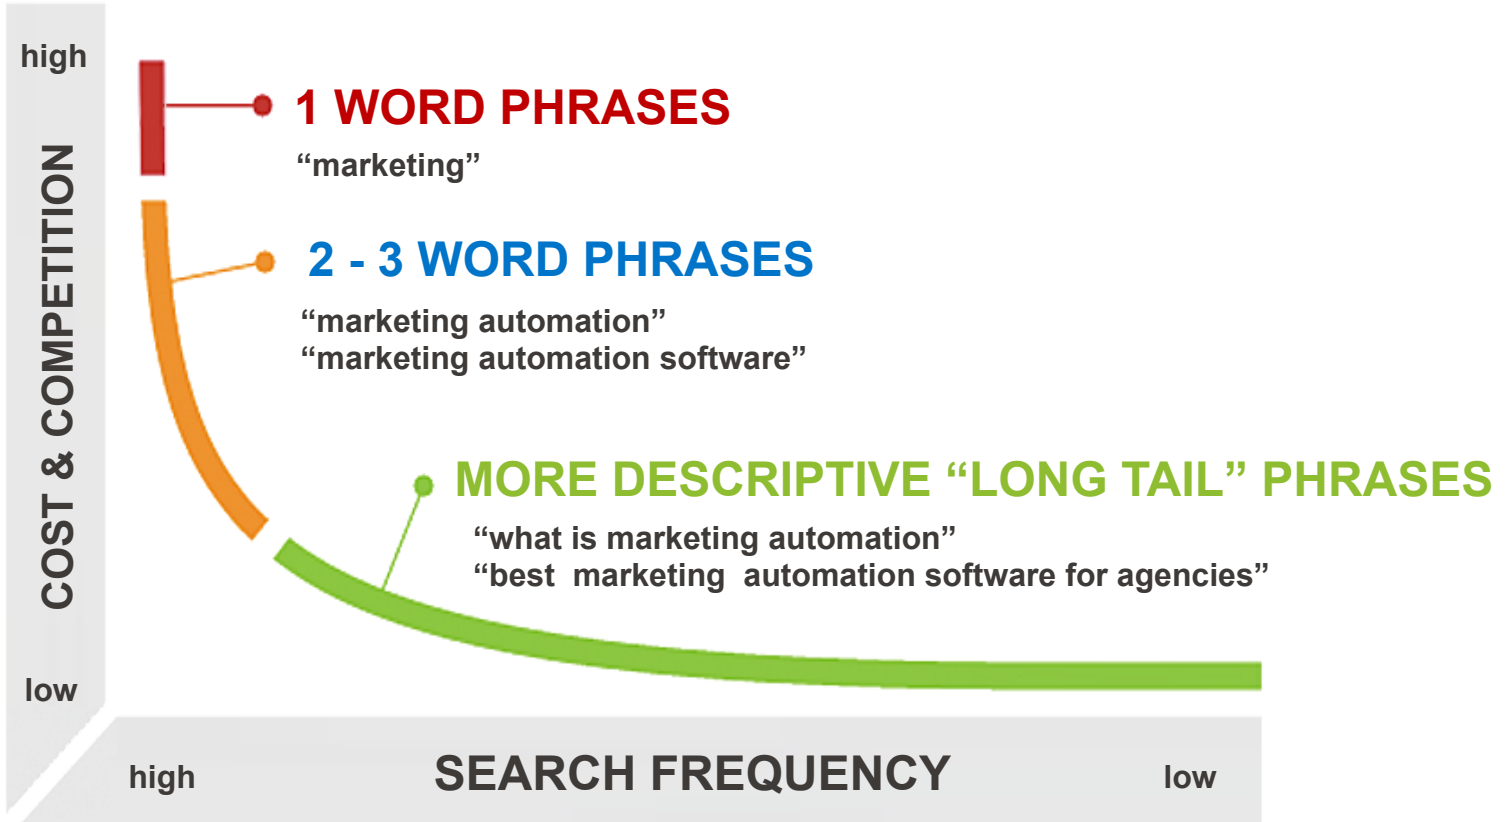 high
COST & COMPETITION
low
1 WORD PHRASES
“marketing”
2 - 3 WORD PHRASES
“marketing automation”
“marketing automation software”
MORE DESCRIPTIVE “LONG TAIL” PHRASES
“what is marketing automation”
“best marketing automation software for agencies”
high
SEARCH FREQUENCY
low